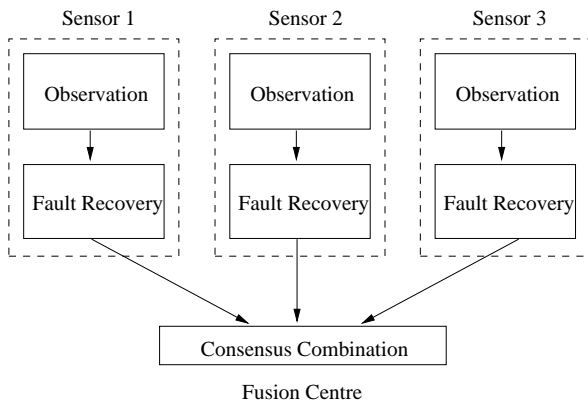 Sensor 1
Sensor 2
Sensor 3
Observation
Observation
Observation
Fault Recovery
Fault Recovery
Fault Recovery
Consensus Combination
Fusion Centre